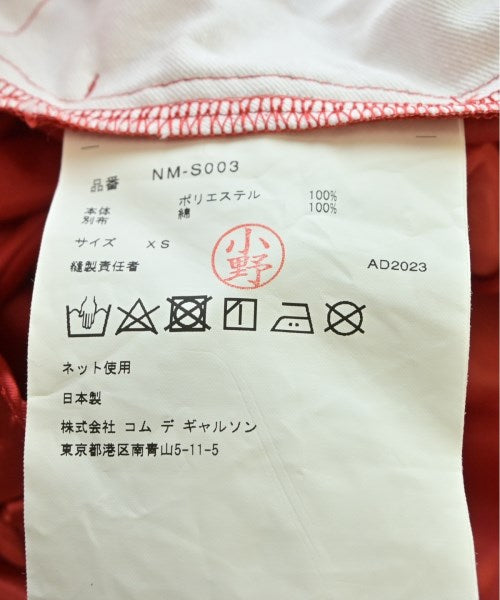 品番 NM-S003
本体 ポリエステル 100%
別布 綿 100%
サイズ XS
縫製責任者 小野 AD2023
ネット使用
日本製
株式会社 コム デ ギャルソン
東京都港区南青山5-11-5